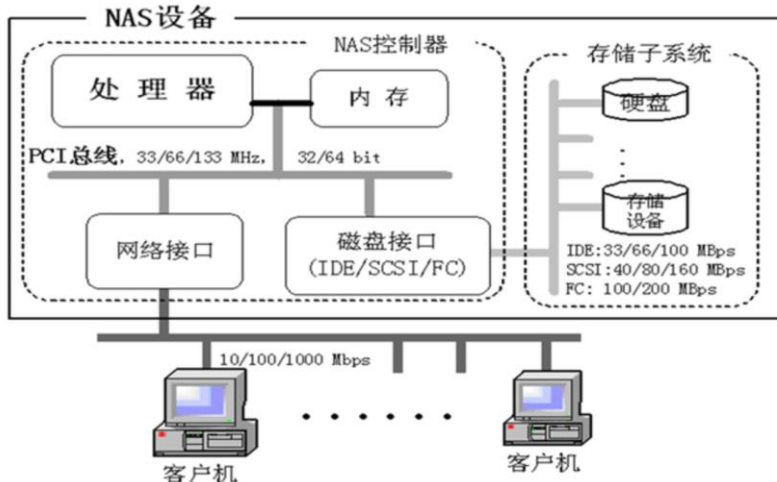 NAS设备
NAS控制器
存储子系统
处 理 器
内 存
硬盘
PCI总线，33/66/133 MHz， 32/64 bit
存储
设备
网络接口
磁盘接口
(IDE/SCSI/FC)
IDE:33/66/100 MBps
SCSI:40/80/160 MBps
FC: 100/200 MBps
10/100/1000 Mbps
客户机
客户机